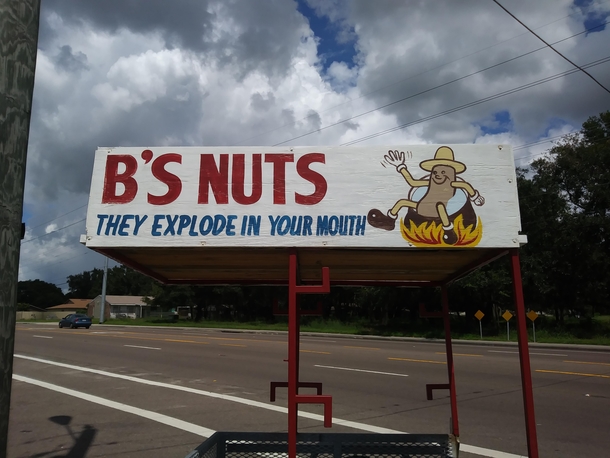 B'S NUTS
THEY EXPLODE IN YOUR MOUTH